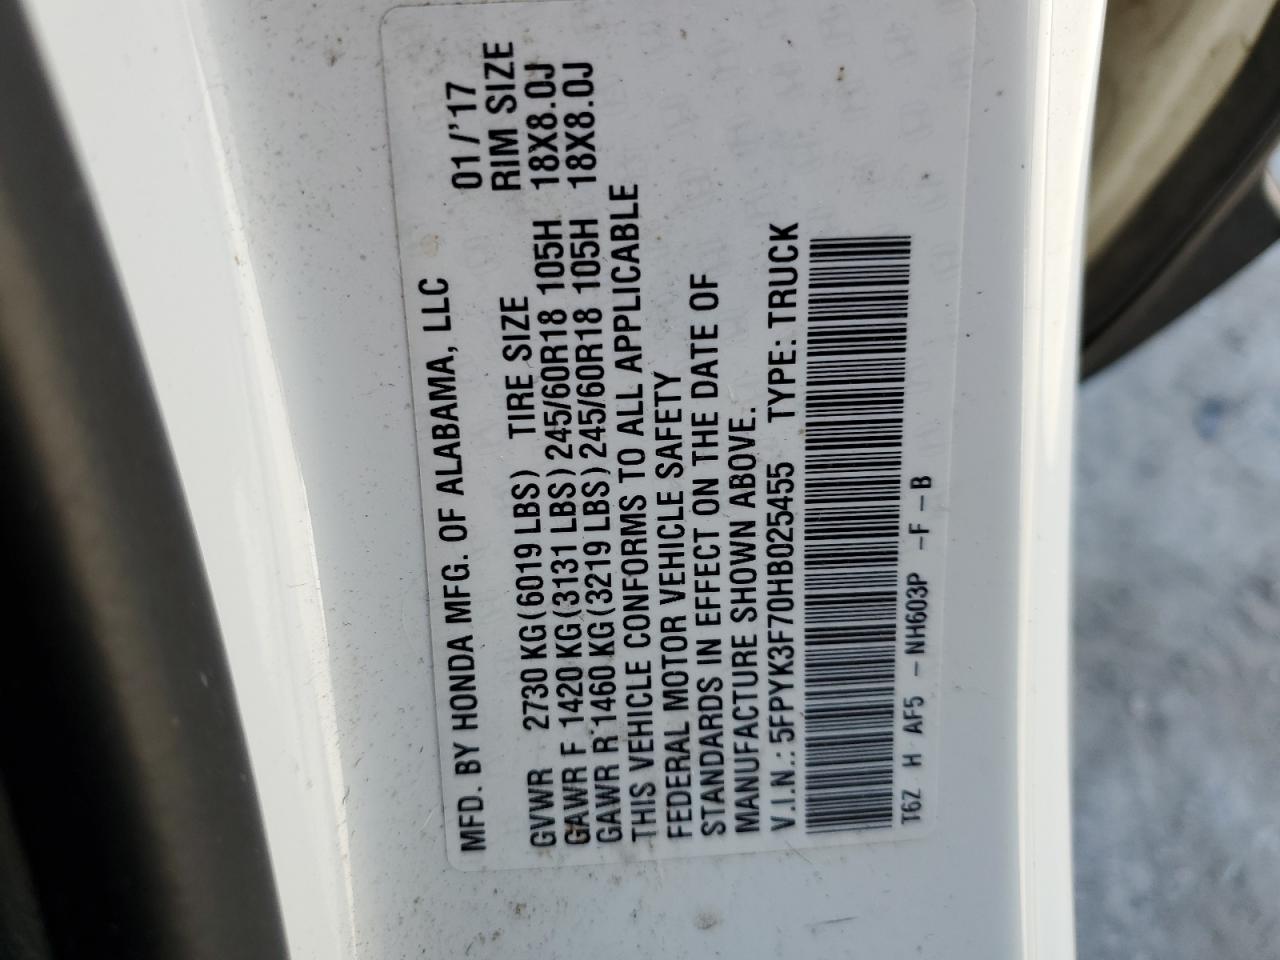 MFD. BY HONDA MFG. OF ALABAMA, LLC 01/'17
GVWR 2730 KG (6019 LBS) TIRE SIZE RIM SIZE
GAWR F 1420 KG (3131 LBS) 245/60R18 105H 18X8.0J
GAWR R 1460 KG (3219 LBS) 245/60R18 105H 18X8.0J
THIS VEHICLE CONFORMS TO ALL APPLICABLE
FEDERAL MOTOR VEHICLE SAFETY
STANDARDS IN EFFECT ON THE DATE OF
MANUFACTURE SHOWN ABOVE.
V.I.N.: 5FPYK3F70HB025455 TYPE: TRUCK
T6Z H AF5 -NH603P -F-B